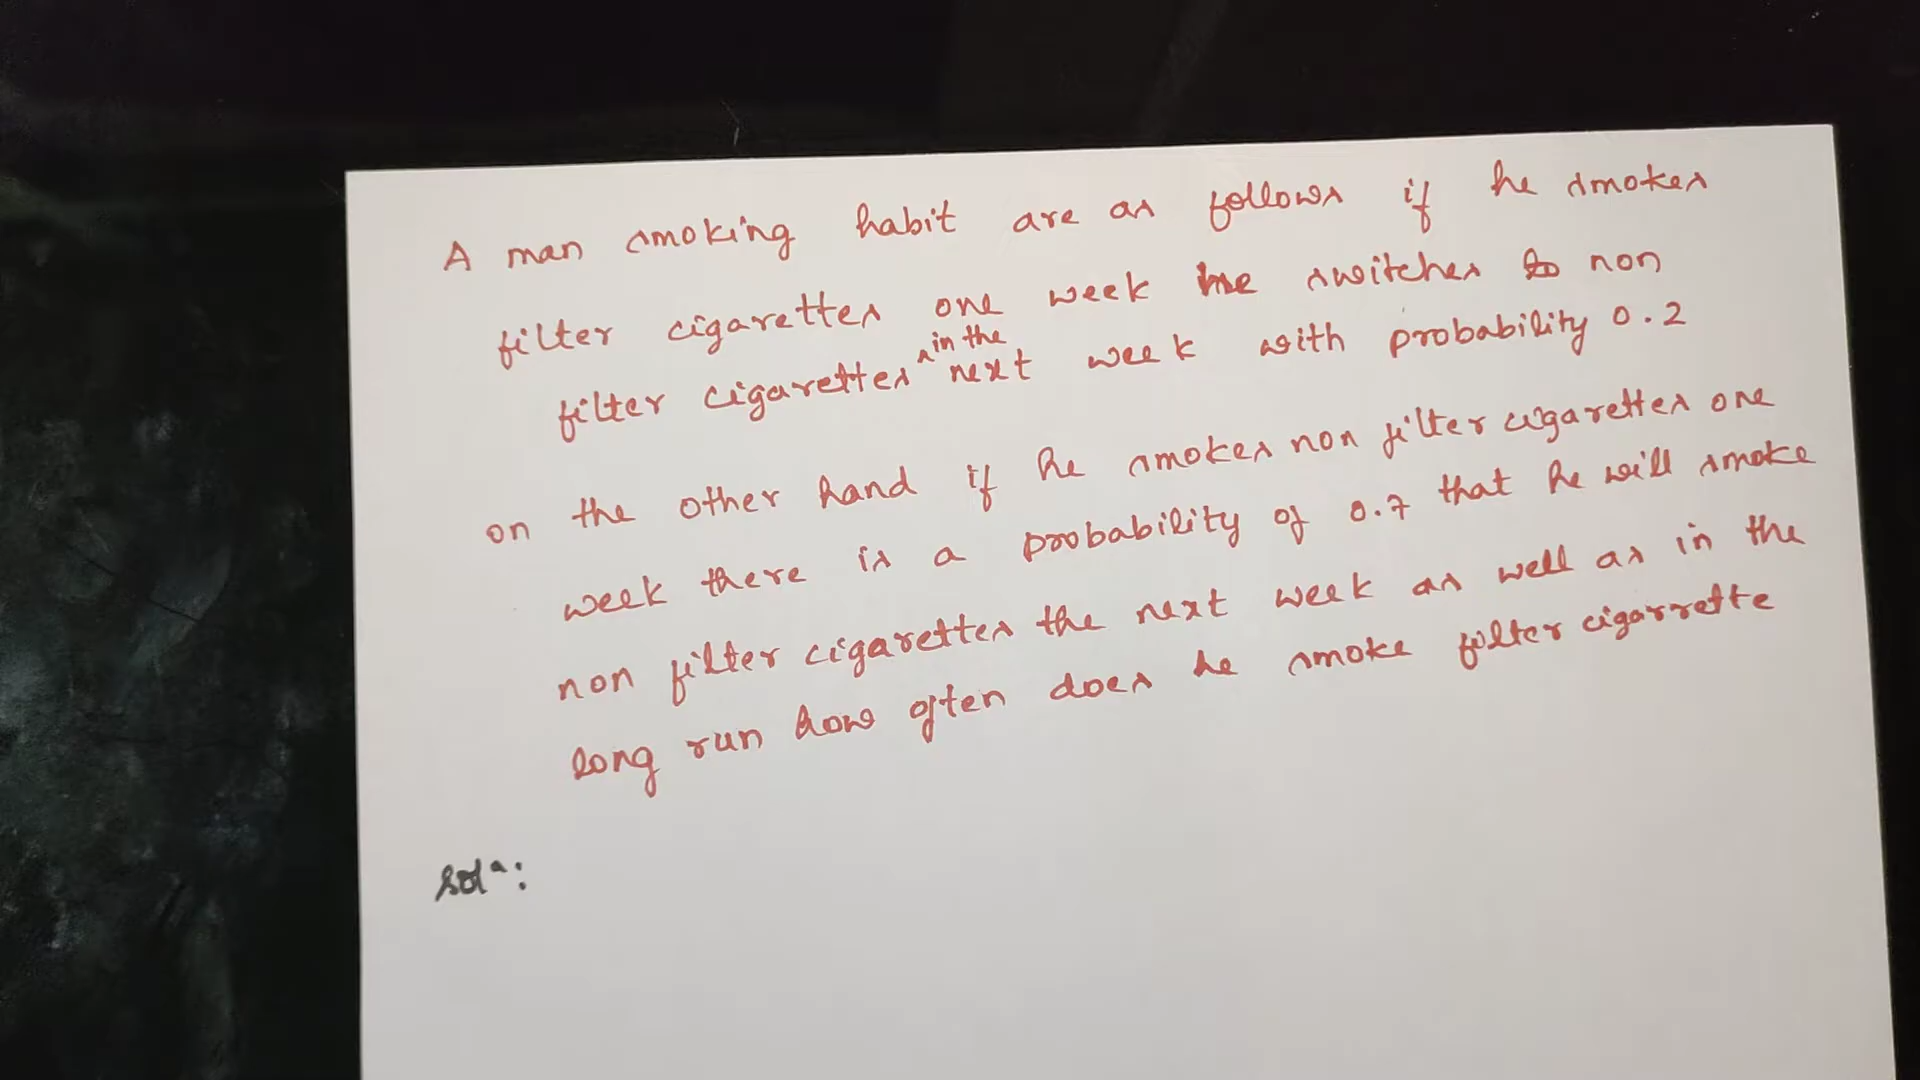 A man smoking habit are as follows if he smokes
filter cigarettes one week he switches to non
filter cigarettes in the next week with probability 0.2
on the other hand if he smokes non filter cigarettes one
week there is a probability of 0.7 that he will smoke
non filter cigarettes the next week as well as in the
long run how often does he smoke filter cigarrette
Soln: